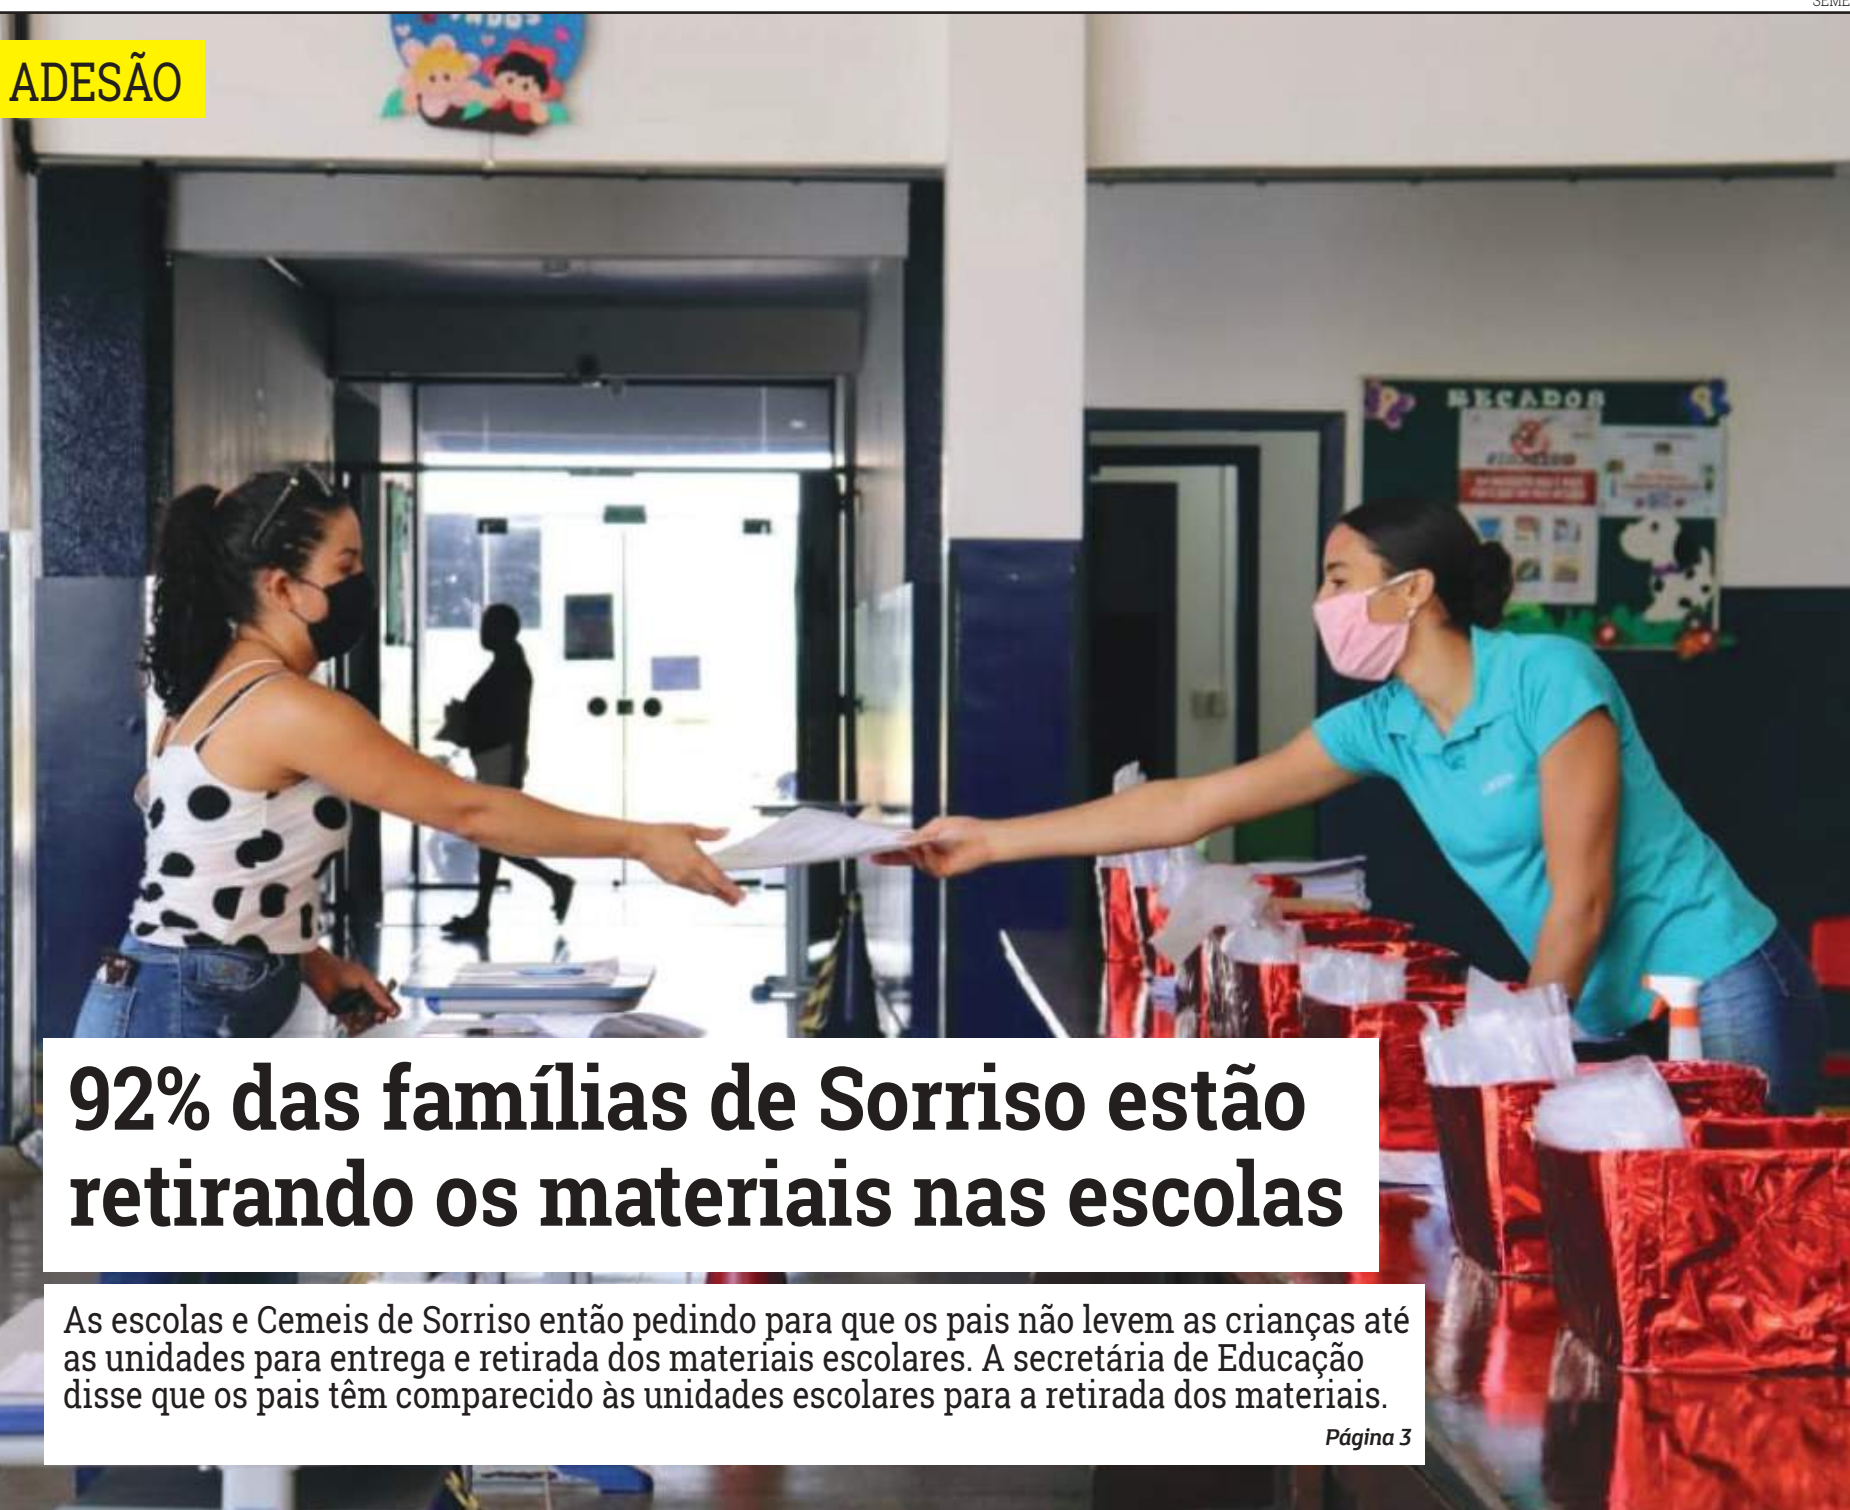 ADESÃO
RECADOS
92% das famílias de Sorriso estão
retirando os materiais nas escolas
As escolas e Cemeis de Sorriso então pedindo para que os pais não levem as crianças até
as unidades para entrega e retirada dos materiais escolares. A secretária de Educação
disse que os pais têm comparecido às unidades escolares para a retirada dos materiais.
Página 3